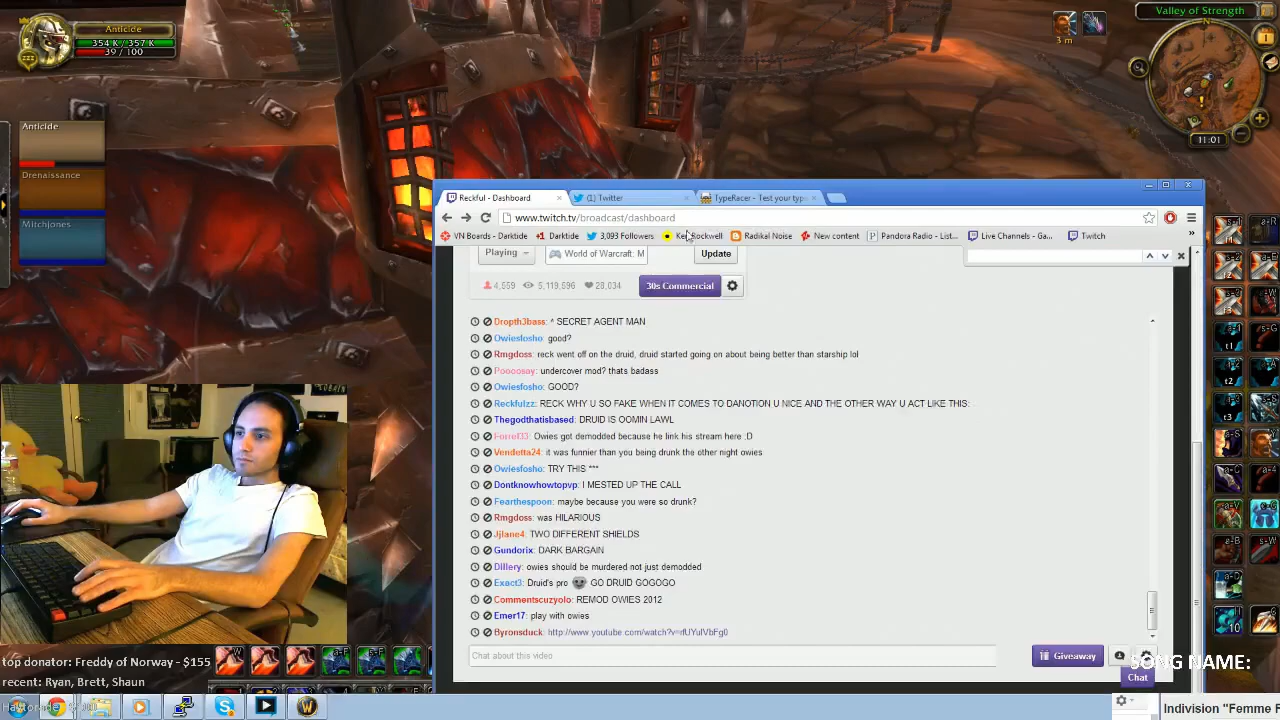 Anticide
354 K / 357 K
39 / 100
Valley of Strength
3 m
11:01
Anticide
Drenaissance
Mitchjones
Reckful - Dashboard
(1) Twitter
TypeRacer - Test your typi
www.twitch.tv/broadcast/dashboard
VN Boards - Darktide
+1 Darktide
3,093 Followers
Ken Rockwell
Radikal Noise
New content
Pandora Radio - List...
Live Channels - Ga...
Twitch
Playing
World of Warcraft: M
Update
4,559
5,119,596
28,034
30s Commercial
Dropth3bass: ^ SECRET AGENT MAN
Owiesfosho: good?
Rmgdoss: reck went off on the druid, druid started going on about being better than starship lol
Poooosay: undercover mod? thats badass
Owiesfosho: GOOD?
Reckfulzz: RECK WHY U SO FAKE WHEN IT COMES TO DANOTION U NICE AND THE OTHER WAY U ACT LIKE THIS:
Thegodthatisbased: DRUID IS OOMIN LAWL
Forref33: Owies got demodded because he link his stream here ;D
Vendetta24: it was funnier than you being drunk the other night owies
Owiesfosho: TRY THIS ***
Dontknowhowtopvp: I MESTED UP THE CALL
Fearthespoon: maybe because you were so drunk?
Rmgdoss: was HILARIOUS
Jjlane4: TWO DIFFERENT SHIELDS
Gundorix: DARK BARGAIN
Dillery: owies should be murdered not just demodded
Exact3: Druid's pro GO DRUID GOGOGO
Commentscuzyolo: REMOD OWIES 2012
Emer17: play with owies
Byronsduck: http://www.youtube.com/watch?v=rfUYulVbFg0
Chat about this video
Giveaway
Chat
SONG NAME:
top donator: Freddy of Norway - $155
recent: Ryan, Brett, Shaun
Indivision "Femme F